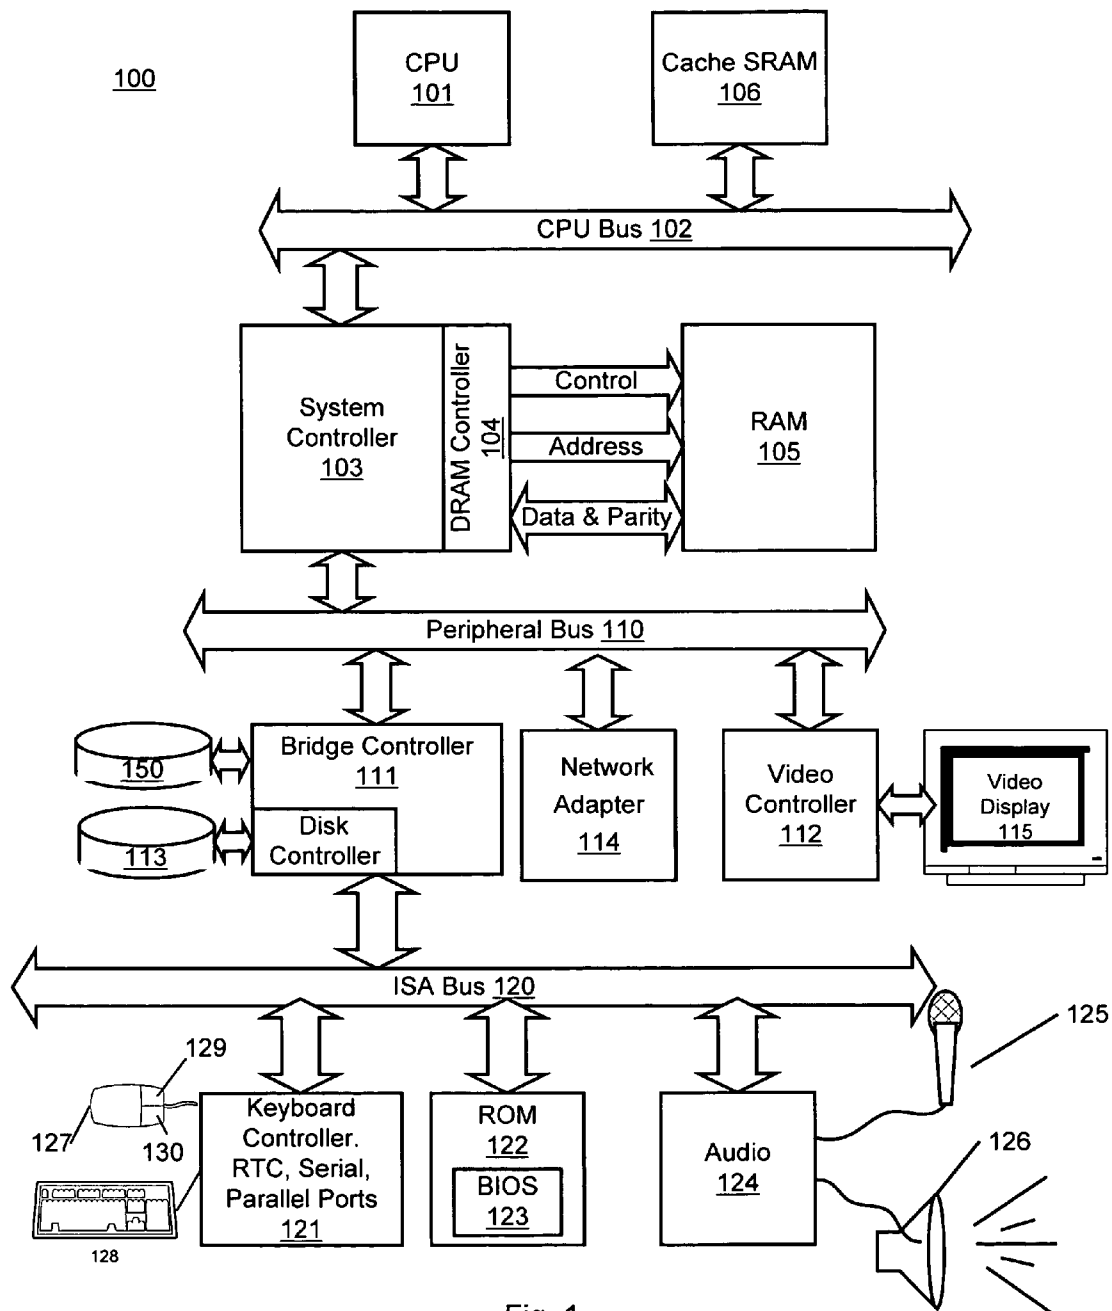 100
CPU
101
Cache SRAM
106
CPU Bus 102
System
Controller
103
DRAM Controller
104
Control
Address
Data & Parity
RAM
105
Peripheral Bus 110
150
113
Bridge Controller
111
Disk
Controller
Network
Adapter
114
Video
Controller
112
Video
Display
115
ISA Bus 120
125
129
127
130
128
Keyboard
Controller.
RTC, Serial,
Parallel Ports
121
ROM
122
BIOS
123
Audio
124
126